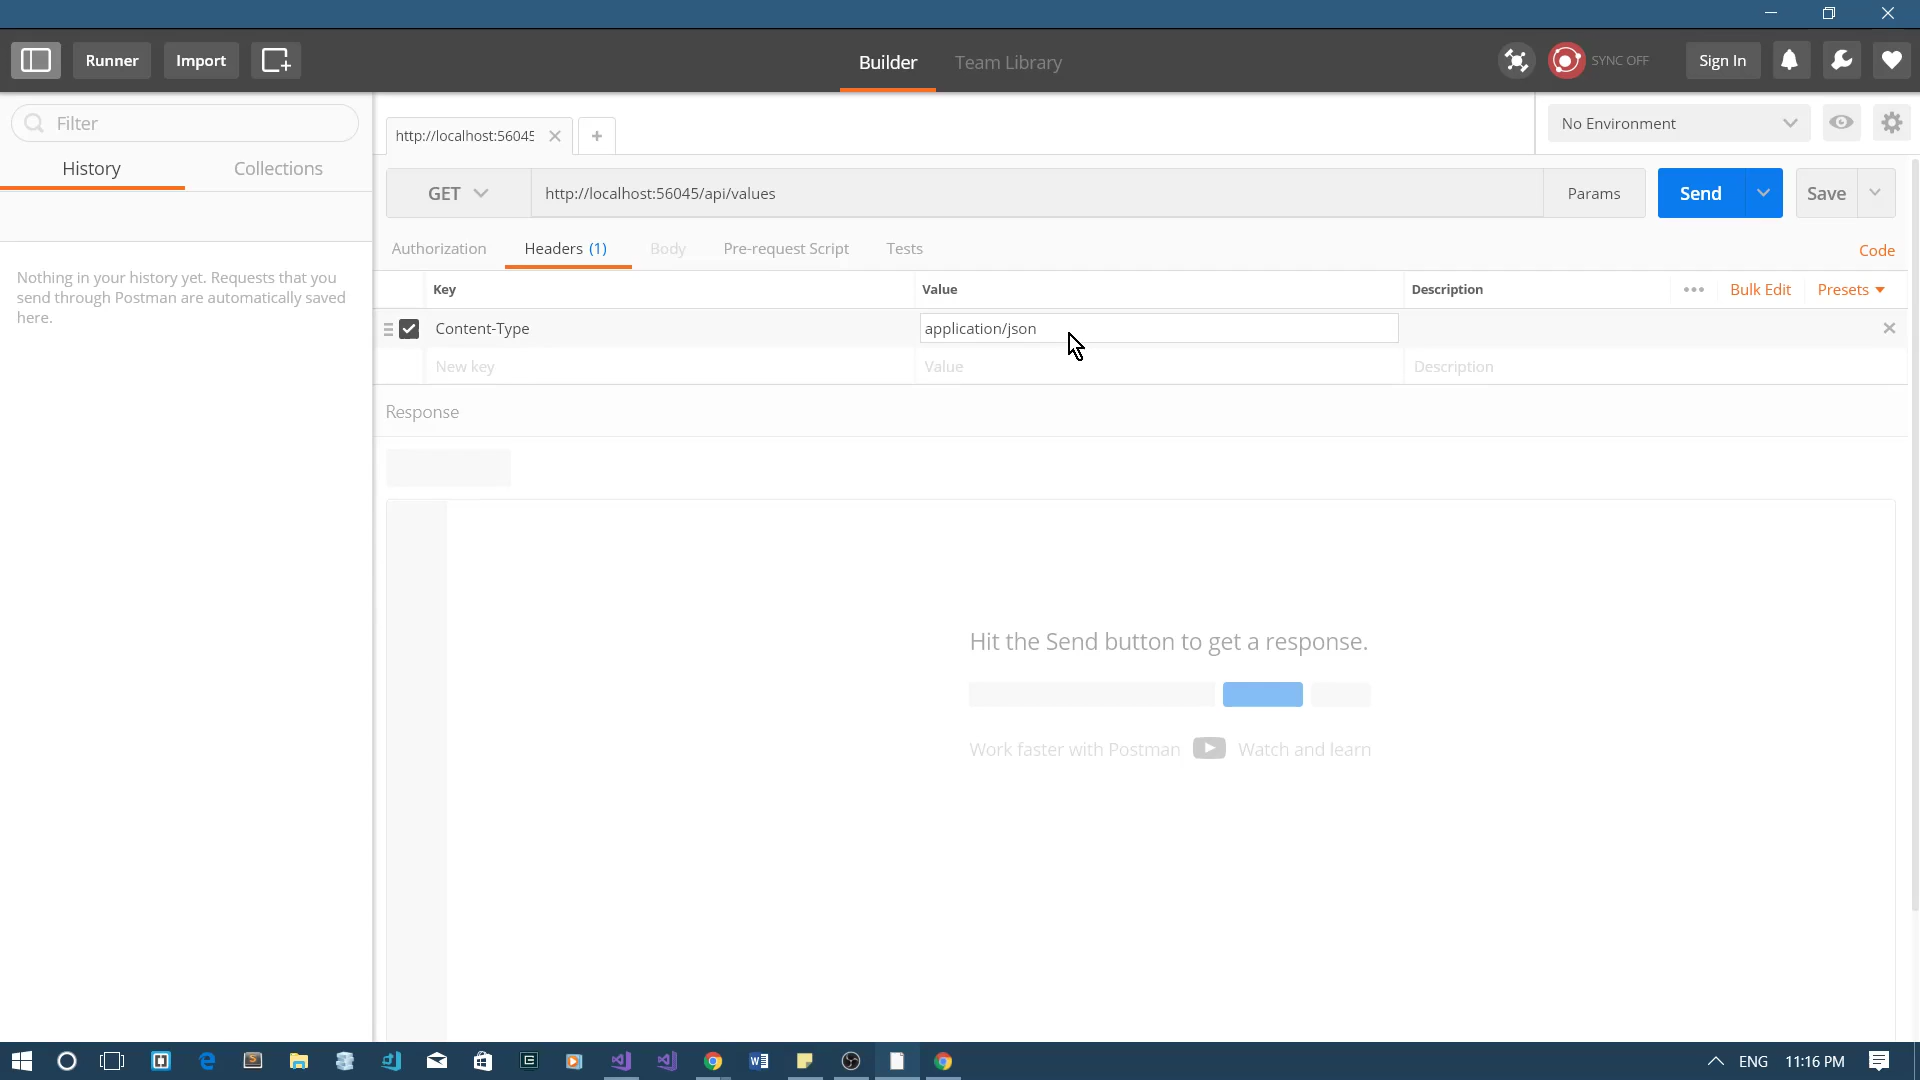 Runner
Import
Builder
Team Library
SYNC OFF
Sign In
Filter
History
Collections
Nothing in your history yet. Requests that you
send through Postman are automatically saved
here.
http://localhost:56045
No Environment
GET
http://localhost:56045/api/values
Params
Send
Save
Authorization
Headers (1)
Body
Pre-request Script
Tests
Code
Key
Value
Description
Bulk Edit
Presets
Content-Type
application/json
New key
Value
Description
Response
Hit the Send button to get a response.
Work faster with Postman
Watch and learn
ENG
11:16 PM